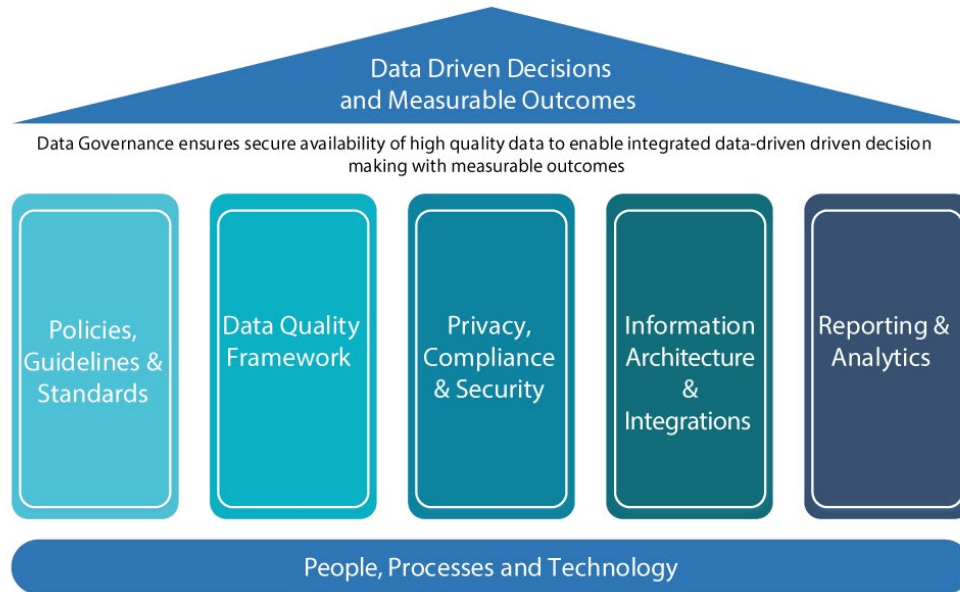 Data Driven Decisions
and Measurable Outcomes
Data Governance ensures secure availability of high quality data to enable integrated data-driven driven decision
making with measurable outcomes
Policies,
Guidelines &
Standards
Data Quality
Framework
Privacy,
Compliance
& Security
Information
Architecture
&
Integrations
Reporting &
Analytics
People, Processes and Technology